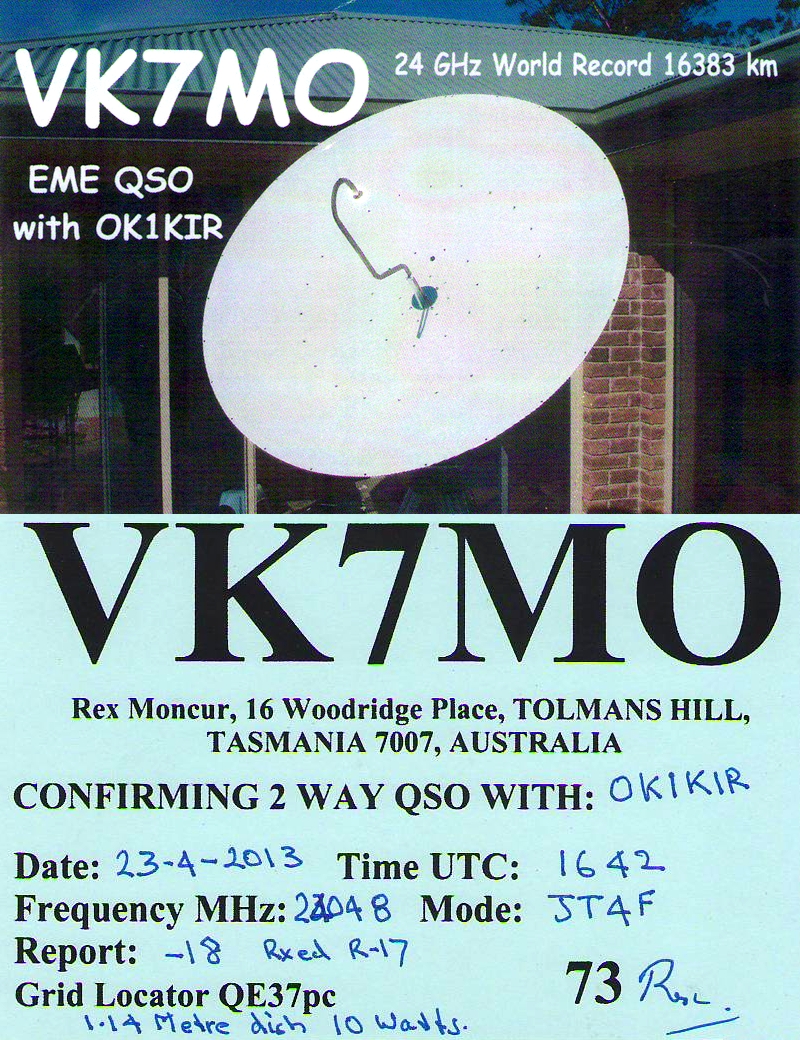 VK7MO 24 GHz World Record 16383 km
EME QSO
with OK1KIR
VK7MO
Rex Moncur, 16 Woodridge Place, TOLMANS HILL,
TASMANIA 7007, AUSTRALIA
CONFIRMING 2 WAY QSO WITH: OK1KIR
Date: 23-4-2013 Time UTC: 1642
Frequency MHz: 24048 Mode: JT4F
Report: -18 Rxed R-17
73 Rex
Grid Locator QE37pc
1.14 Metre dish 10 Watts.